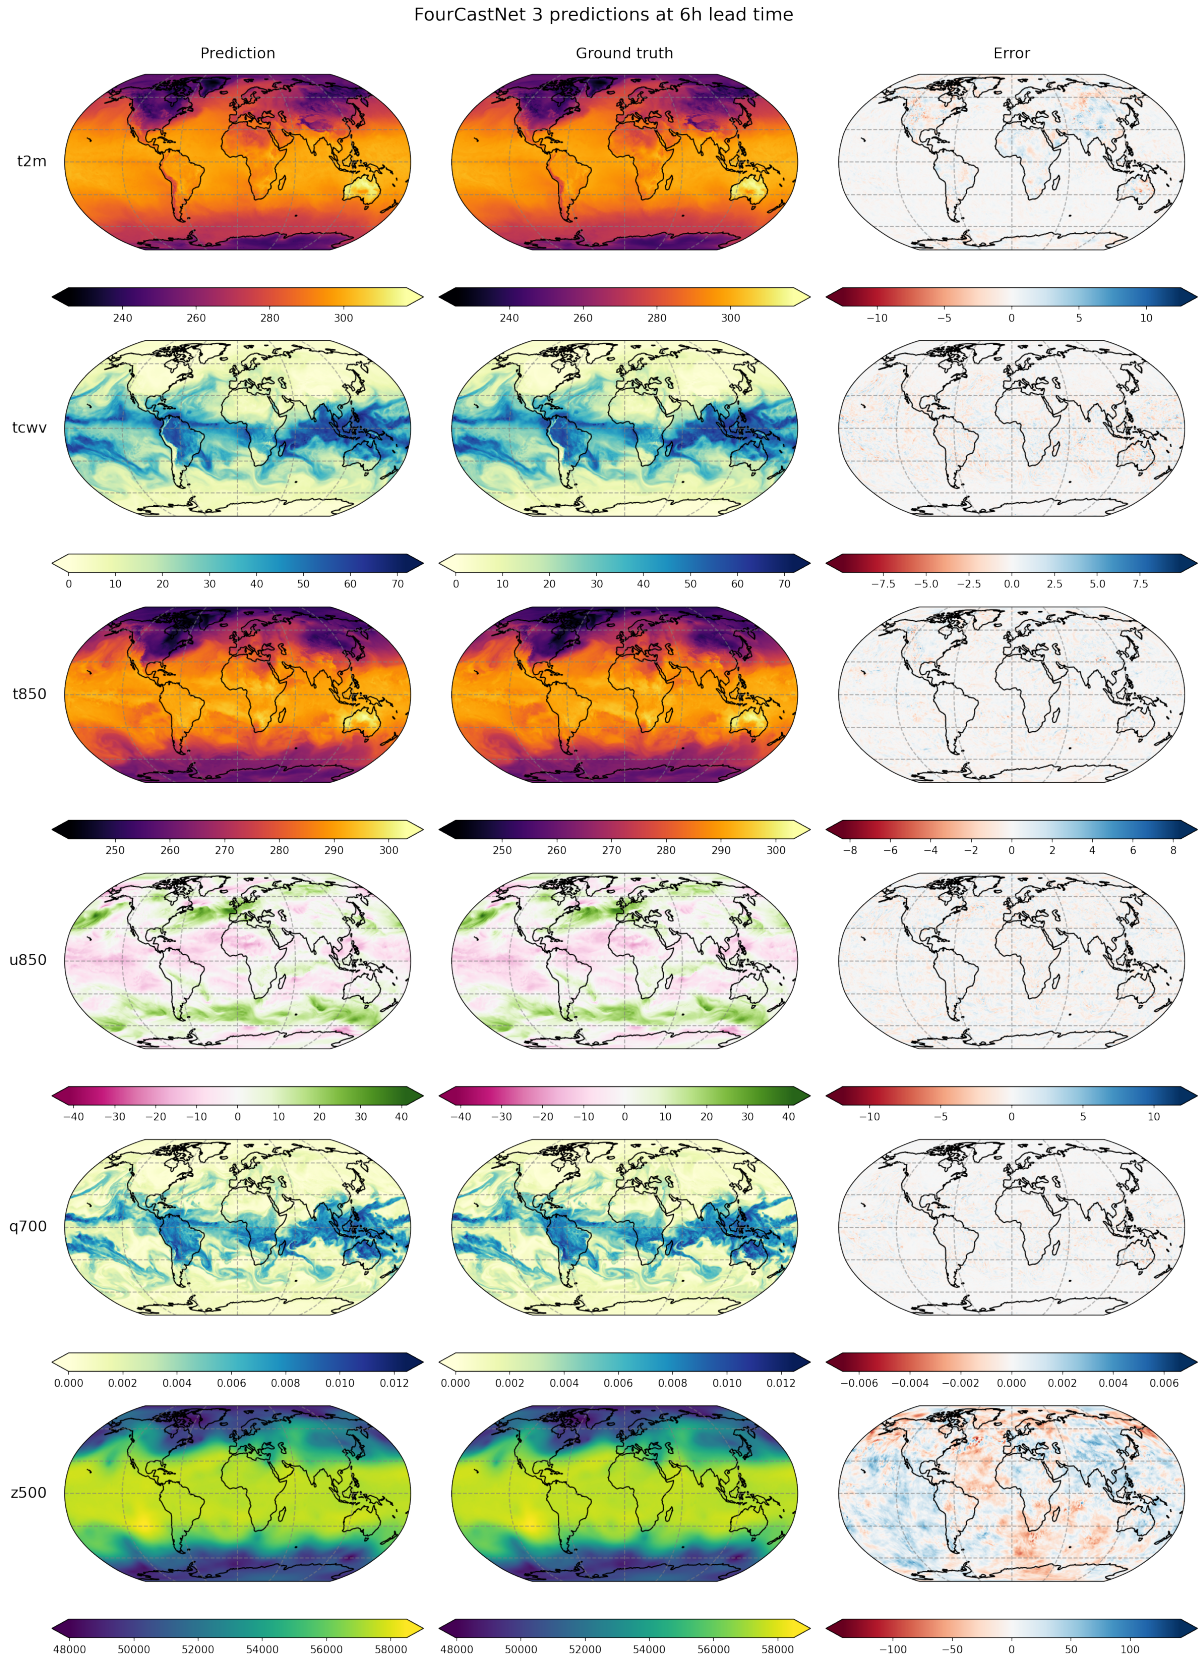 FourCastNet 3 predictions at 6h lead time
Prediction Ground truth Error
t2m
240 260 280 300 240 260 280 300 −10 −5 0 5 10
tcwv
0 10 20 30 40 50 60 70 0 10 20 30 40 50 60 70 −7.5 −5.0 −2.5 0.0 2.5 5.0 7.5
t850
250 260 270 280 290 300 250 260 270 280 290 300 −8 −6 −4 −2 0 2 4 6 8
u850
−40 −30 −20 −10 0 10 20 30 40 −40 −30 −20 −10 0 10 20 30 40 −10 −5 0 5 10
q700
0.000 0.002 0.004 0.006 0.008 0.010 0.012 0.000 0.002 0.004 0.006 0.008 0.010 0.012 −0.006 −0.004 −0.002 0.000 0.002 0.004 0.006
z500
48000 50000 52000 54000 56000 58000 48000 50000 52000 54000 56000 58000 −100 −50 0 50 100